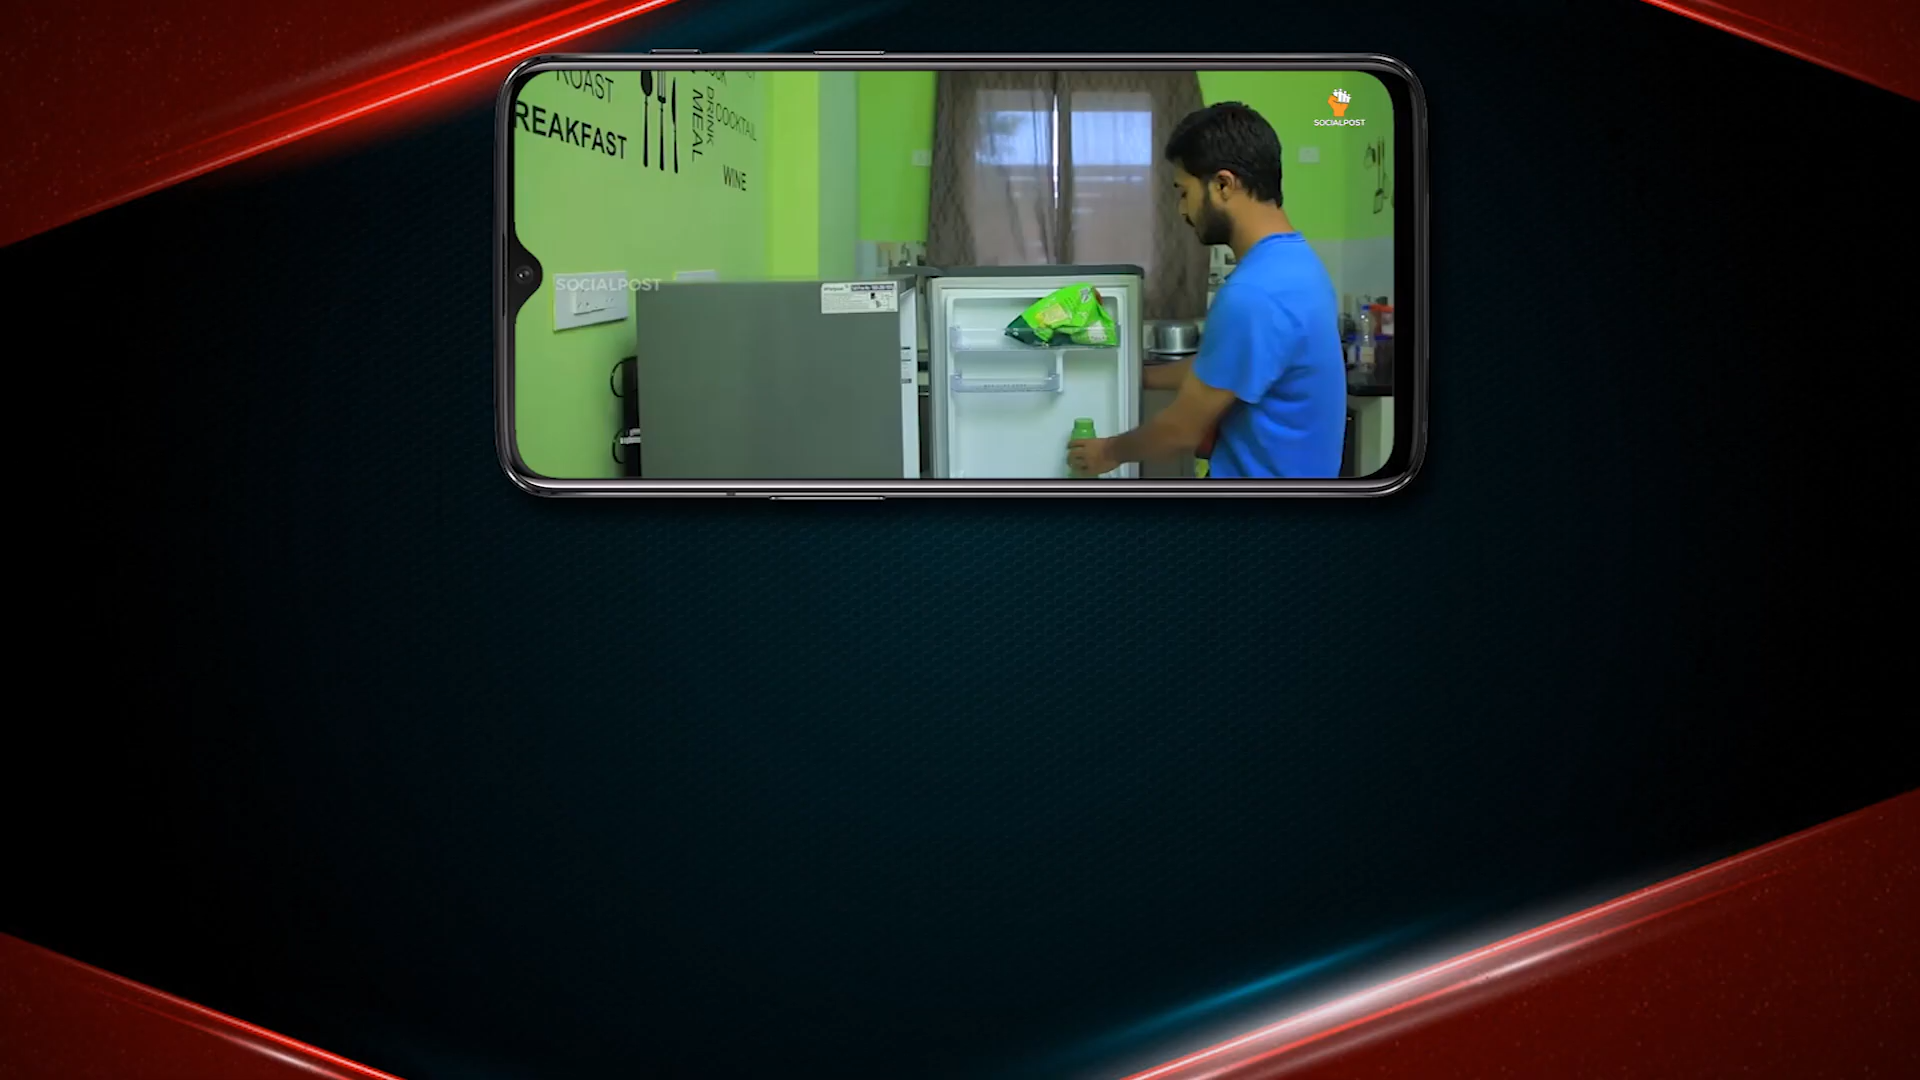 ROAST
REAKFAST
DRINK
MEAL
COCKTAIL
WINE
SOCIALPOST
SOCIALPOST